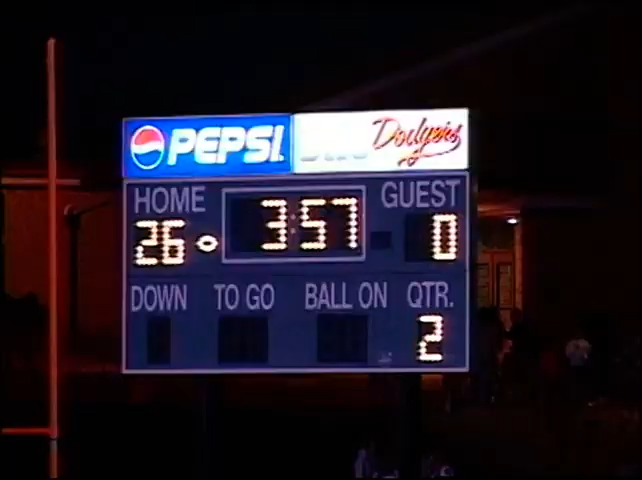 PEPSI Dodgers
HOME 3:57 GUEST
26 0
DOWN TO GO BALL ON QTR.
2